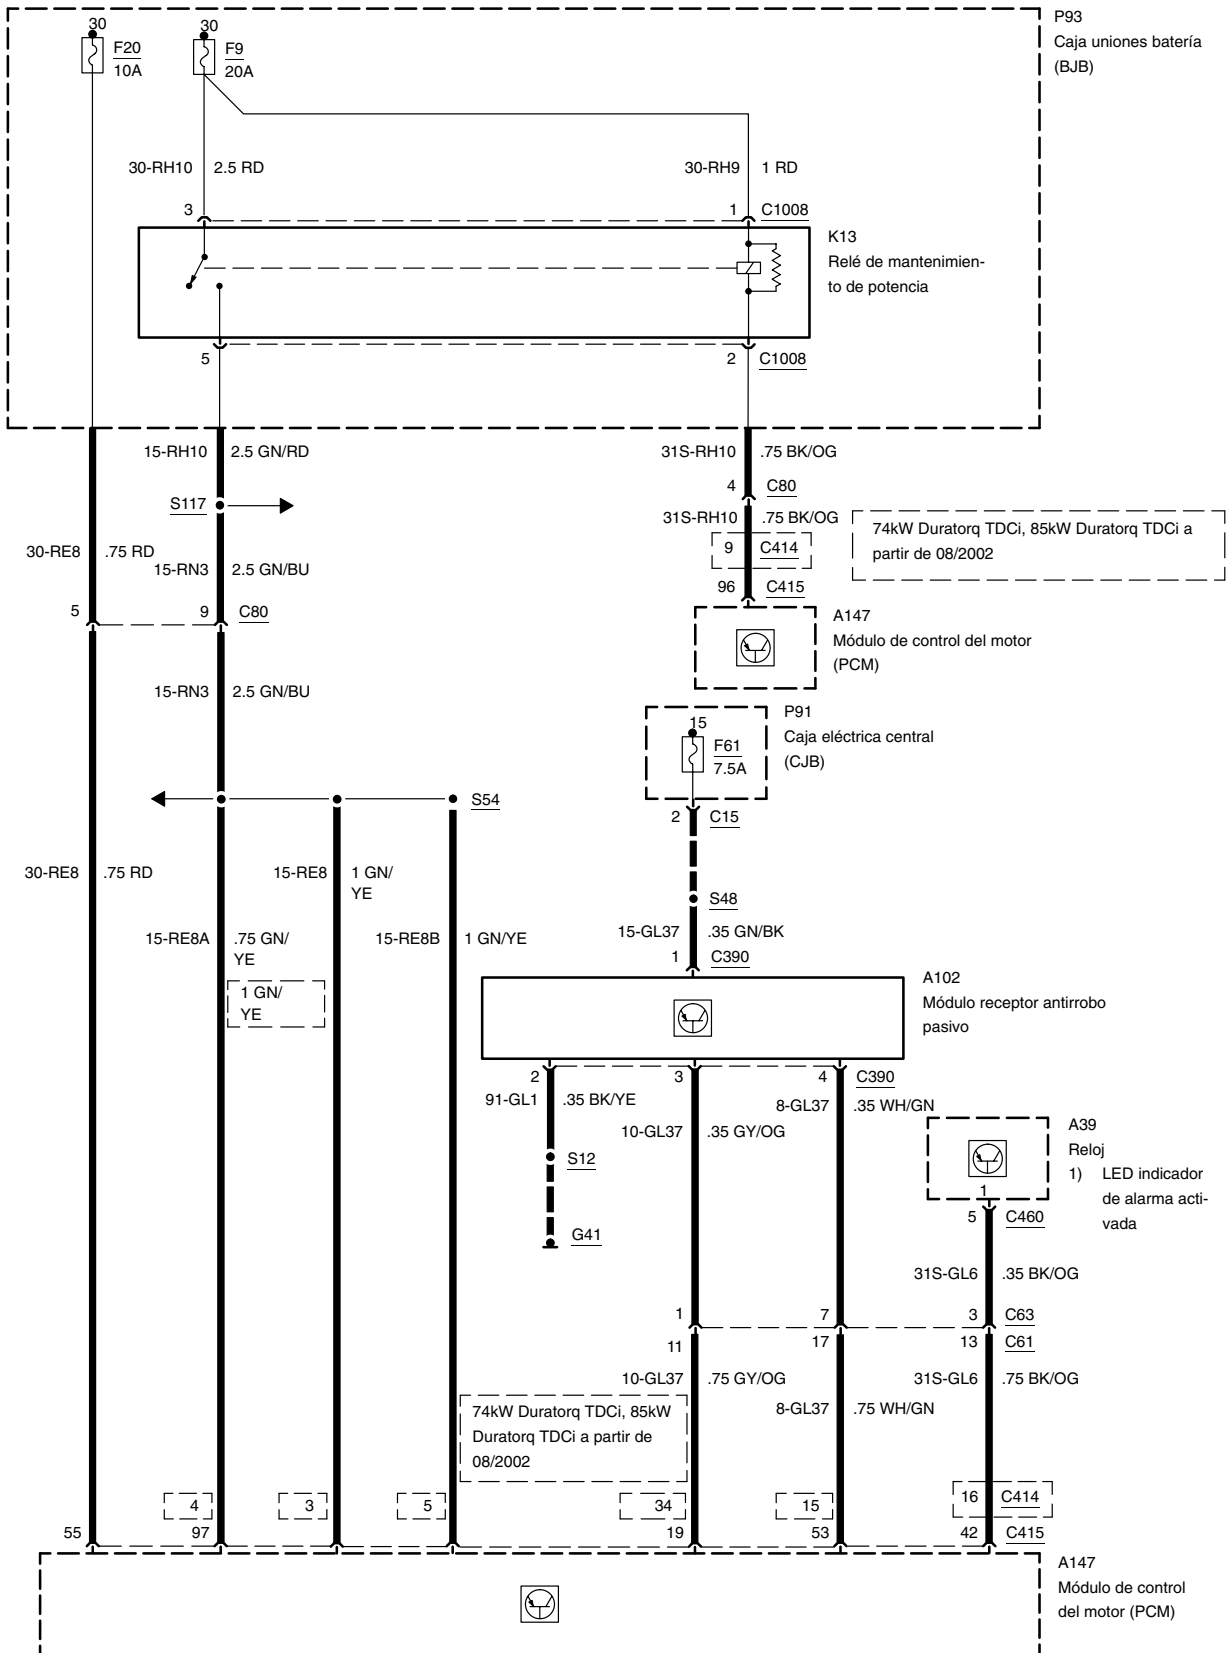 P93
Caja uniones batería
(BJB)
30
F20
10A
30
F9
20A
30-RH10 2.5 RD
30-RH9 1 RD
3
1 C1008
K13
Relé de mantenimien-
to de potencia
5
2 C1008
15-RH10 2.5 GN/RD
31S-RH10 .75 BK/OG
4 C80
S117
31S-RH10 .75 BK/OG
9 C414
74kW Duratorq TDCi, 85kW Duratorq TDCi a
partir de 08/2002
30-RE8 .75 RD
15-RN3 2.5 GN/BU
96 C415
5
9 C80
A147
Módulo de control del motor
(PCM)
15-RN3 2.5 GN/BU
P91
Caja eléctrica central
(CJB)
15
F61
7.5A
S54
2 C15
30-RE8 .75 RD
15-RE8 1 GN/
YE
S48
15-RE8A .75 GN/
YE
15-RE8B 1 GN/YE
15-GL37 .35 GN/BK
1 C390
1 GN/
YE
A102
Módulo receptor antirrobo
pasivo
2
3
4 C390
91-GL1 .35 BK/YE
8-GL37 .35 WH/GN
10-GL37 .35 GY/OG
A39
Reloj
1) LED indicador
de alarma acti-
vada
1
S12
5 C460
G41
31S-GL6 .35 BK/OG
1
7
3 C63
11
17
13 C61
10-GL37 .75 GY/OG
31S-GL6 .75 BK/OG
8-GL37 .75 WH/GN
74kW Duratorq TDCi, 85kW
Duratorq TDCi a partir de
08/2002
4
3
5
34
15
16 C414
55
97
19
53
42 C415
A147
Módulo de control
del motor (PCM)